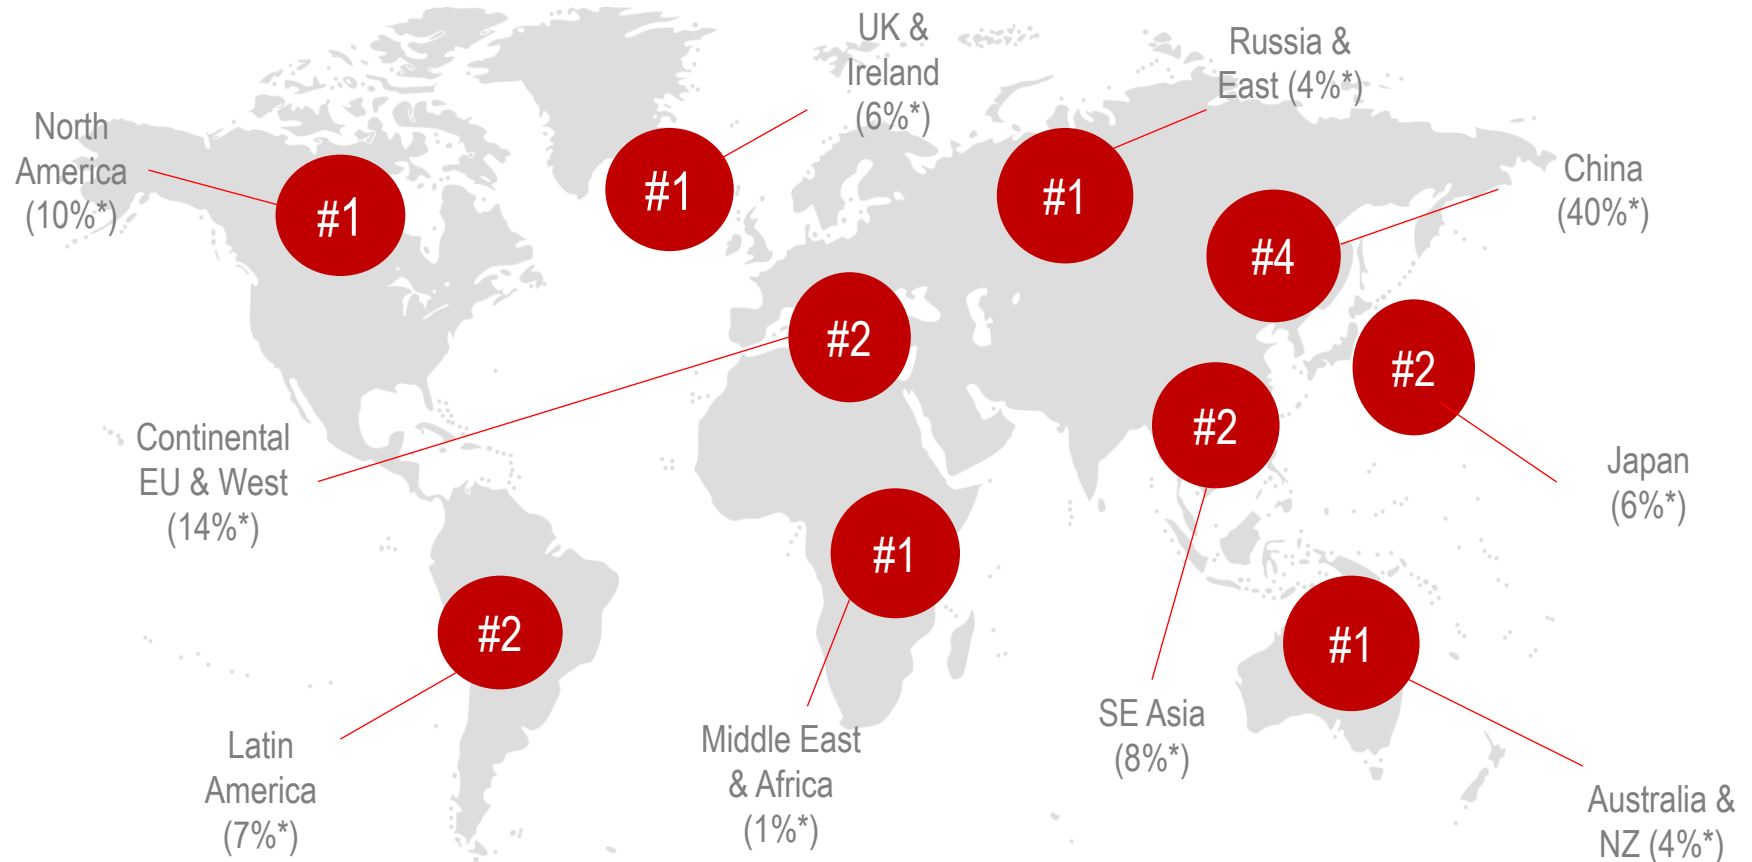 UK &
Ireland
(6%*)
Russia &
East (4%*)
North
America
(10%*)
#1
#1
#1
China
(40%*)
#4
#2
#2
#2
Continental
EU & West
(14%*)
Japan
(6%*)
#1
#2
#1
SE Asia
(8%*)
Latin
America
(7%*)
Middle East
& Africa
(1%*)
Australia &
NZ (4%*)